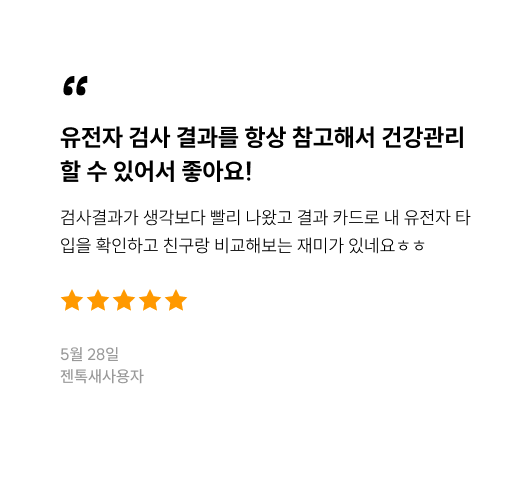 “
유전자 검사 결과를 항상 참고해서 건강관리
할 수 있어서 좋아요!
검사결과가 생각보다 빨리 나왔고 결과 카드로 내 유전자 타
입을 확인하고 친구랑 비교해보는 재미가 있네요ㅎㅎ
5월 28일
젠톡새사용자